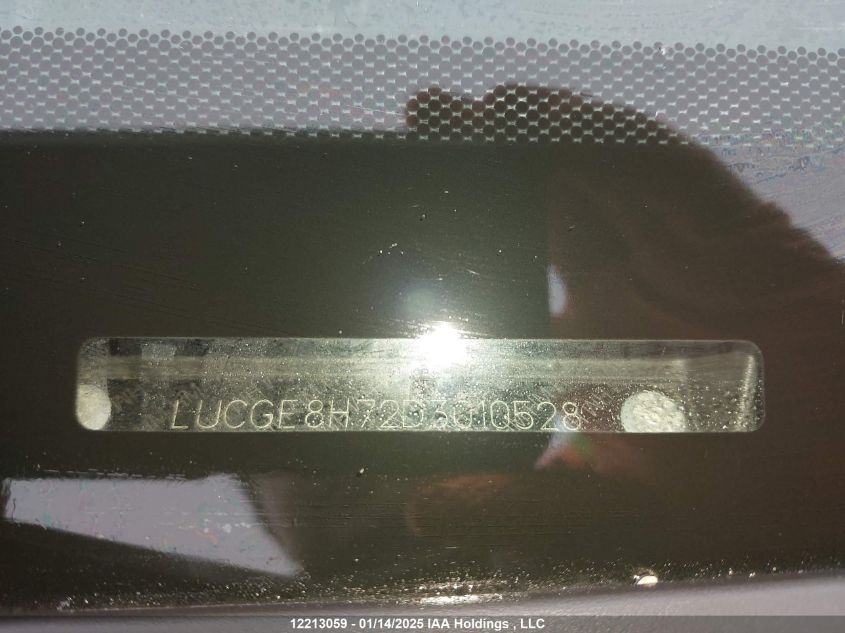 LUCGE8H72D3010528
12213059 - 01/14/2025 IAA Holdings , LLC